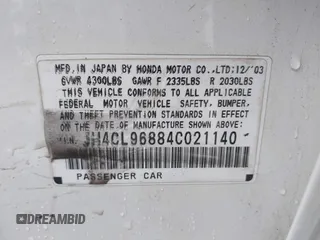 MFD,IN JAPAN BY HONDA MOTOR CO.,LTD:12/'03
GVWR 4300LBS GAWR F 2335LBS R 2030LBS
THIS VEHICLE CONFORMS TO ALL APPLICABLE
FEDERAL MOTOR VEHICLE SAFETY, BUMPER,
AND THEFT PREVENTION STANDARDS IN EFFECT
ON THE DATE OF MANUFACTURE SHOWN ABOVE.
PASSENGER CAR
DREAMBID